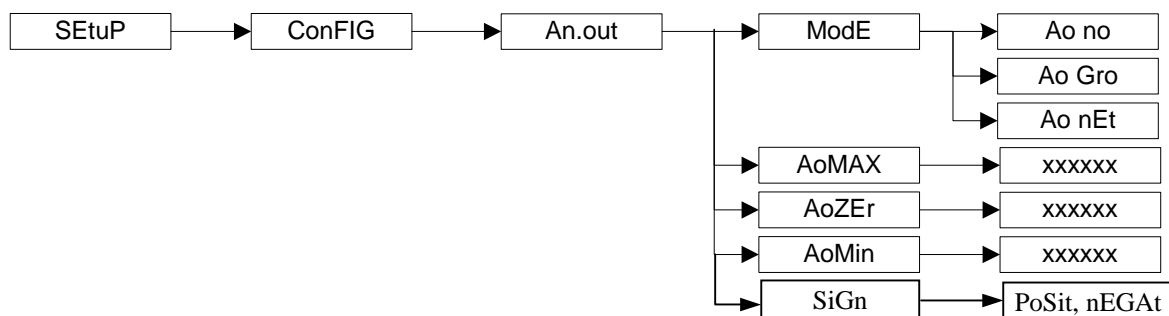 SEtuP ConFIG An.out ModE Ao no
Ao Gro
Ao nEt
AoMAX xxxxxx
AoZEr xxxxxx
AoMin xxxxxx
SiGn PoSit, nEGAt